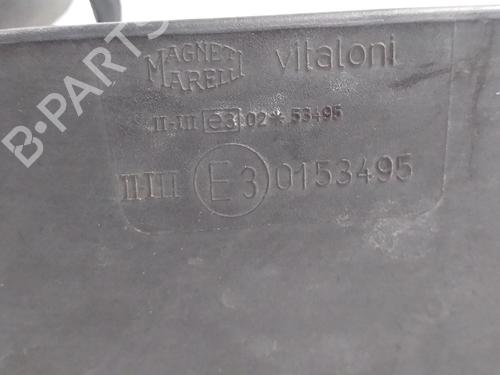 MAGNETI
MARELLI vitaloni
II-III e3 02*53495
II-III E3 0153495
B-PARTS